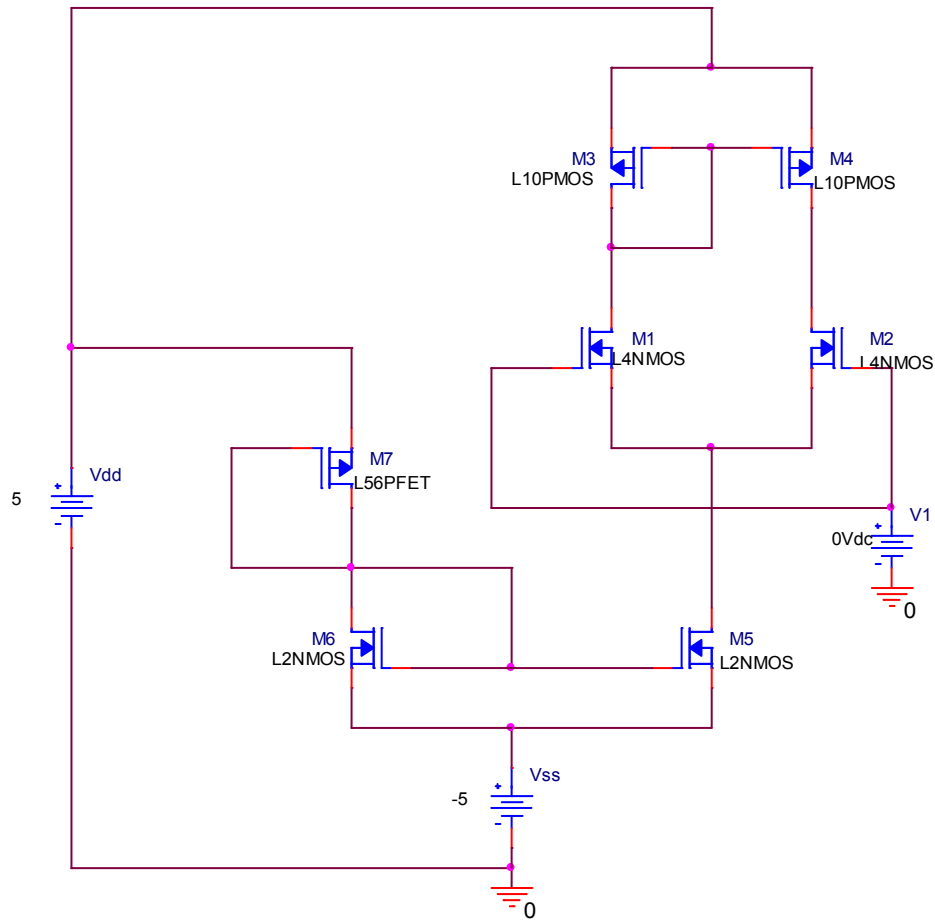 M3
L10PMOS
M4
L10PMOS
M1
L4NMOS
M2
L4NMOS
M7
L56PFET
Vdd
+
5
-
V1
+
0Vdc
-
0
M6
L2NMOS
M5
L2NMOS
Vss
+
-5
-
0